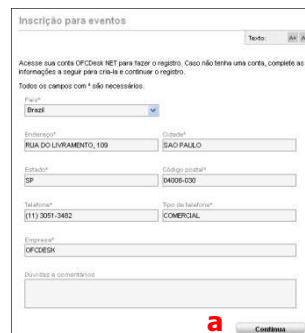 Inscrição para eventos
Texto: A+ A
Acesse sua conta OFCDesk NET para fazer o registro. Caso não tenha uma conta, complete as
informações a seguir para cria-la e continuar o registro.
Todos os campos com * são necessários.
País*
Brazil
Endereço* Cidade*
RUA DO LIVRAMENTO, 109 SAO PAULO
Estado* Código postal*
SP 04008-030
Telefone* Tipo de telefone*
(11) 3051-3482 COMERCIAL
Empresa*
OFCDESK
Dúvidas e comentários
a Continua